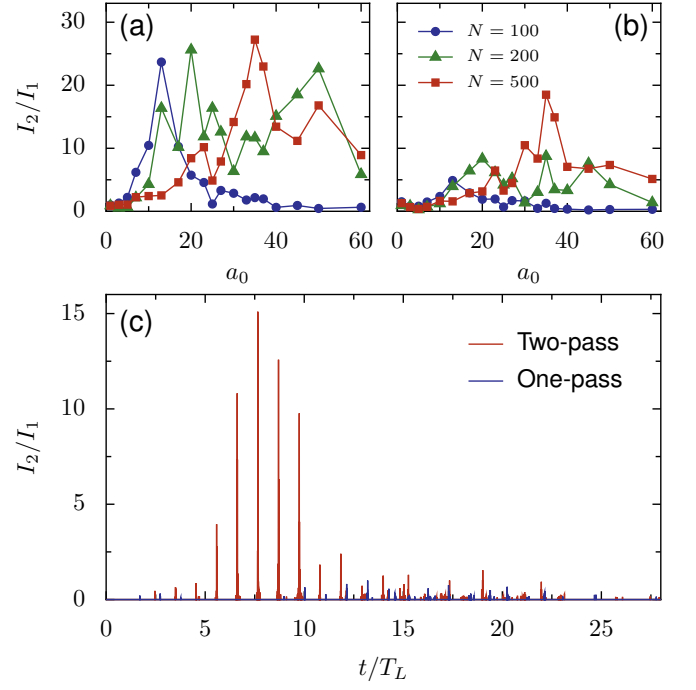 (a)
(b)
N = 100
N = 200
N = 500
I₂/I₁
30
20
10
0
0 20 40 60
0 20 40 60
a₀
a₀
(c)
Two-pass
One-pass
I₂/I₁
15
10
5
0
0 5 10 15 20 25
t/T_L